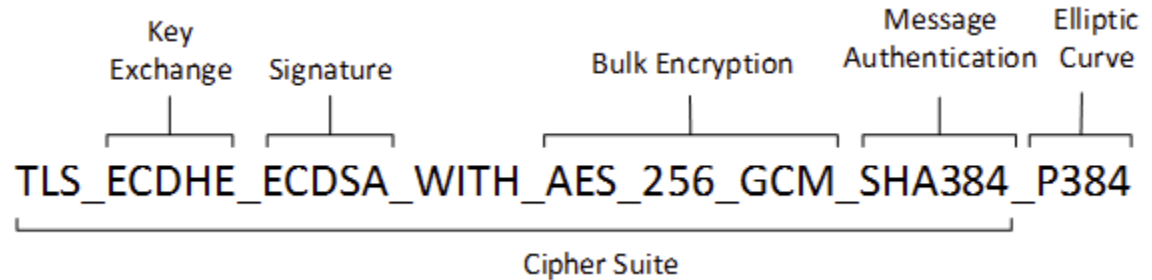 Key
Exchange
Signature
Bulk Encryption
Message
Authentication
Elliptic
Curve
TLS_ECDHE_ECDSA_WITH_AES_256_GCM_SHA384_P384
Cipher Suite